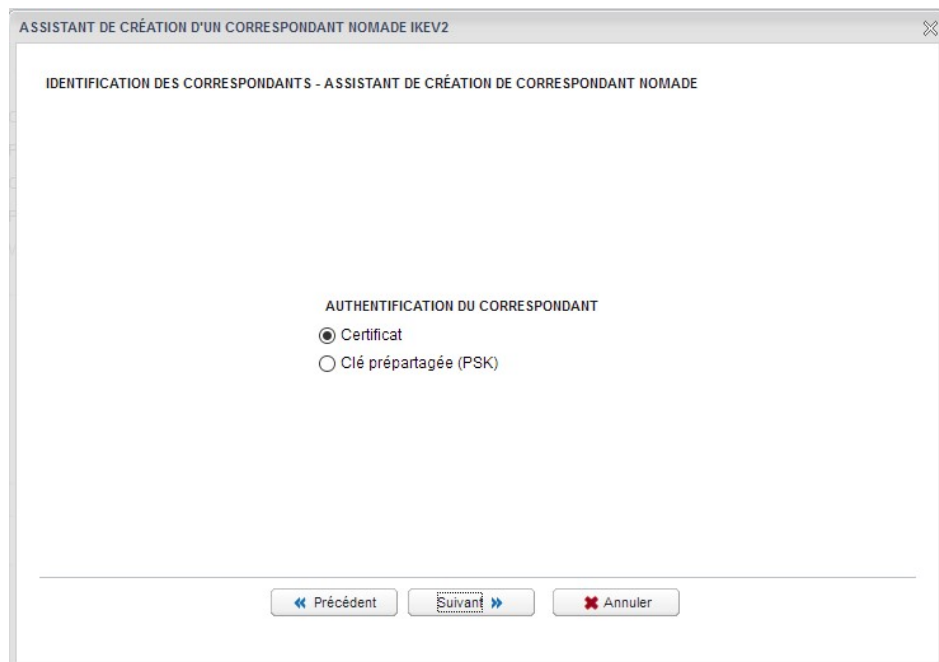 ASSISTANT DE CRÉATION D'UN CORRESPONDANT NOMADE IKEV2
IDENTIFICATION DES CORRESPONDANTS - ASSISTANT DE CRÉATION DE CORRESPONDANT NOMADE
AUTHENTIFICATION DU CORRESPONDANT
Certificat
Clé prépartagée (PSK)
Précédent Suivant Annuler